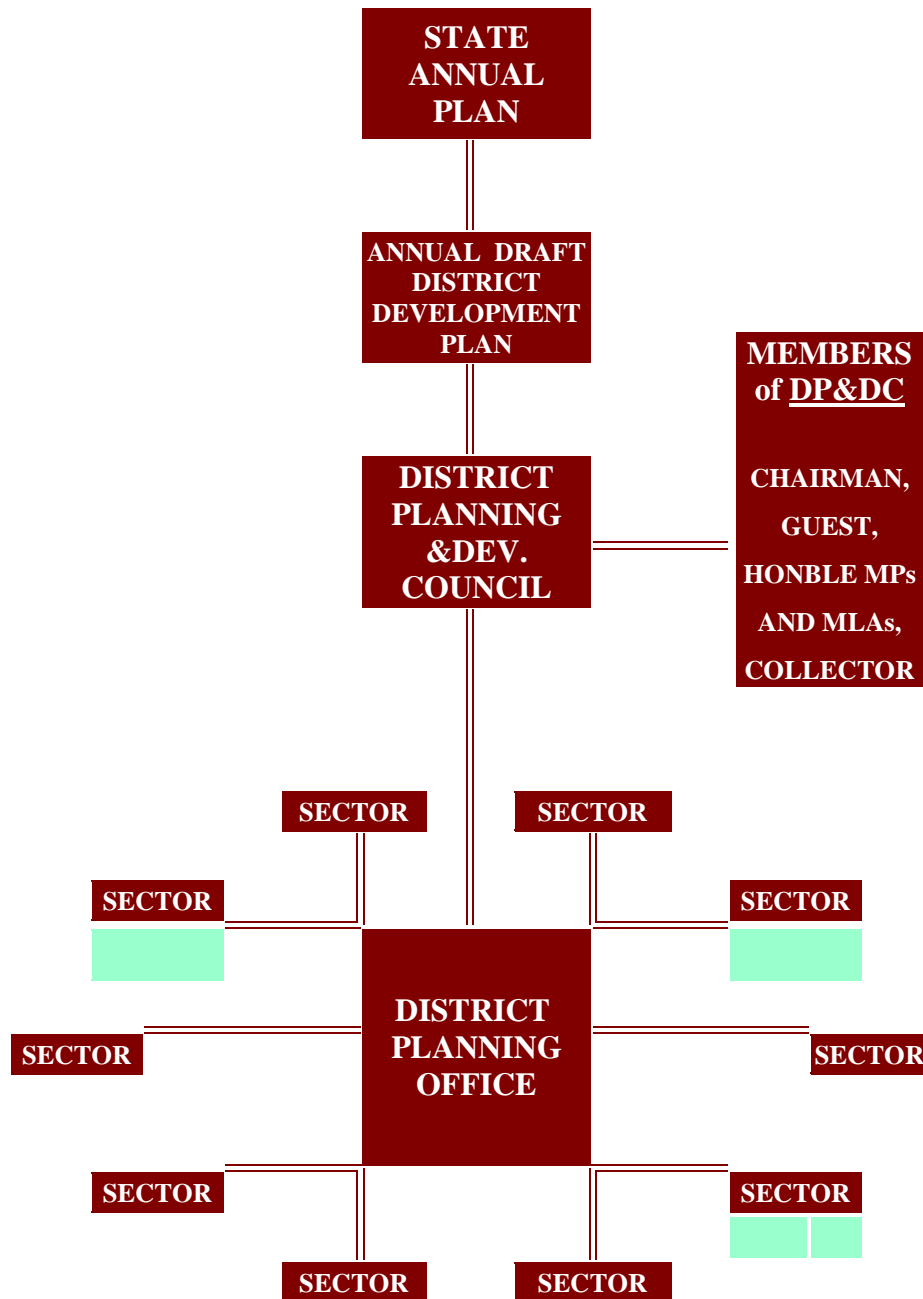 STATE
ANNUAL
PLAN
ANNUAL DRAFT
DISTRICT
DEVELOPMENT
PLAN
MEMBERS
of DP&DC
CHAIRMAN,
GUEST,
HONBLE MPs
AND MLAs,
COLLECTOR
DISTRICT
PLANNING
&DEV.
COUNCIL
SECTOR
SECTOR
SECTOR
SECTOR
DISTRICT
PLANNING
OFFICE
SECTOR
SECTOR
SECTOR
SECTOR
SECTOR
SECTOR